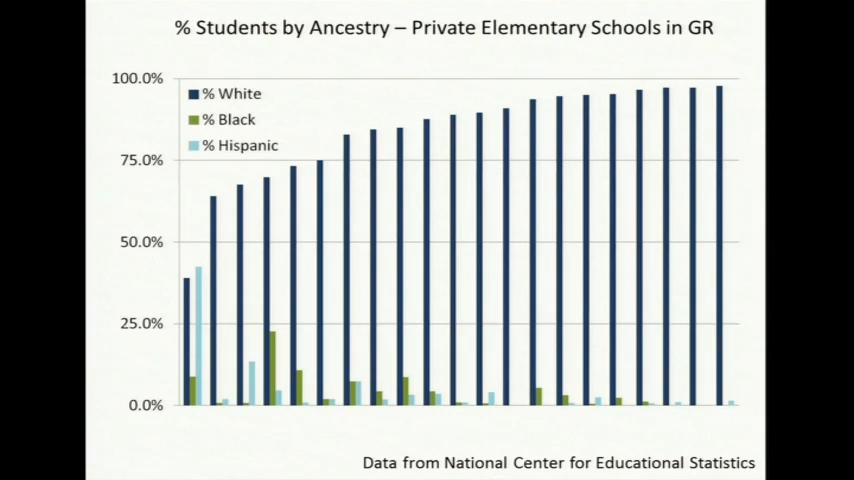 % Students by Ancestry – Private Elementary Schools in GR
100.0%
% White
% Black
% Hispanic
75.0%
50.0%
25.0%
0.0%
Data from National Center for Educational Statistics